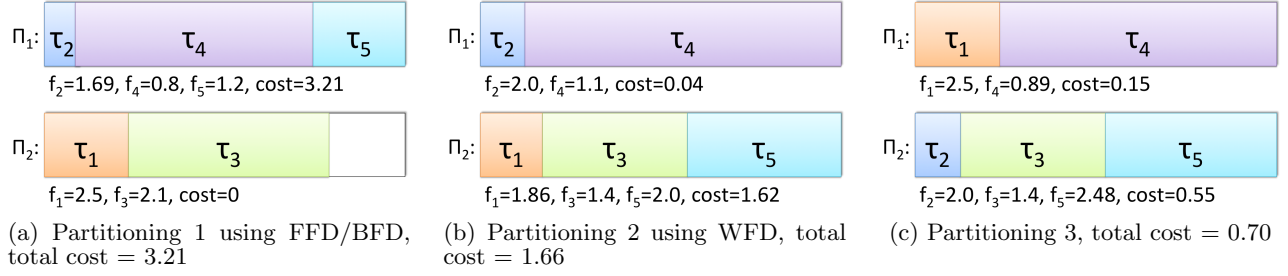 Π1: τ2 τ4 τ5
f2=1.69, f4=0.8, f5=1.2, cost=3.21
Π2: τ1 τ3
f1=2.5, f3=2.1, cost=0
(a) Partitioning 1 using FFD/BFD,
total cost = 3.21
Π1: τ2 τ4
f2=2.0, f4=1.1, cost=0.04
Π2: τ1 τ3 τ5
f1=1.86, f3=1.4, f5=2.0, cost=1.62
(b) Partitioning 2 using WFD, total
cost = 1.66
Π1: τ1 τ4
f1=2.5, f4=0.89, cost=0.15
Π2: τ2 τ3 τ5
f2=2.0, f3=1.4, f5=2.48, cost=0.55
(c) Partitioning 3, total cost = 0.70